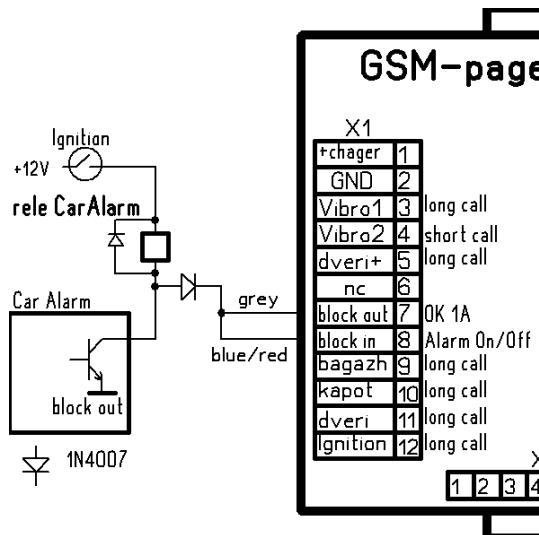 GSM-page
X1
Ignition
+12V
rele CarAlarm
Car Alarm
block out
1N4007
grey
blue/red
+chager 1
GND 2
Vibro1 3 long call
Vibro2 4 short call
dveri+ 5 long call
nc 6
block out 7 OK 1A
block in 8 Alarm On/Off
bagazh 9 long call
kapot 10 long call
dveri 11 long call
Ignition 12 long call
X
1 2 3 4